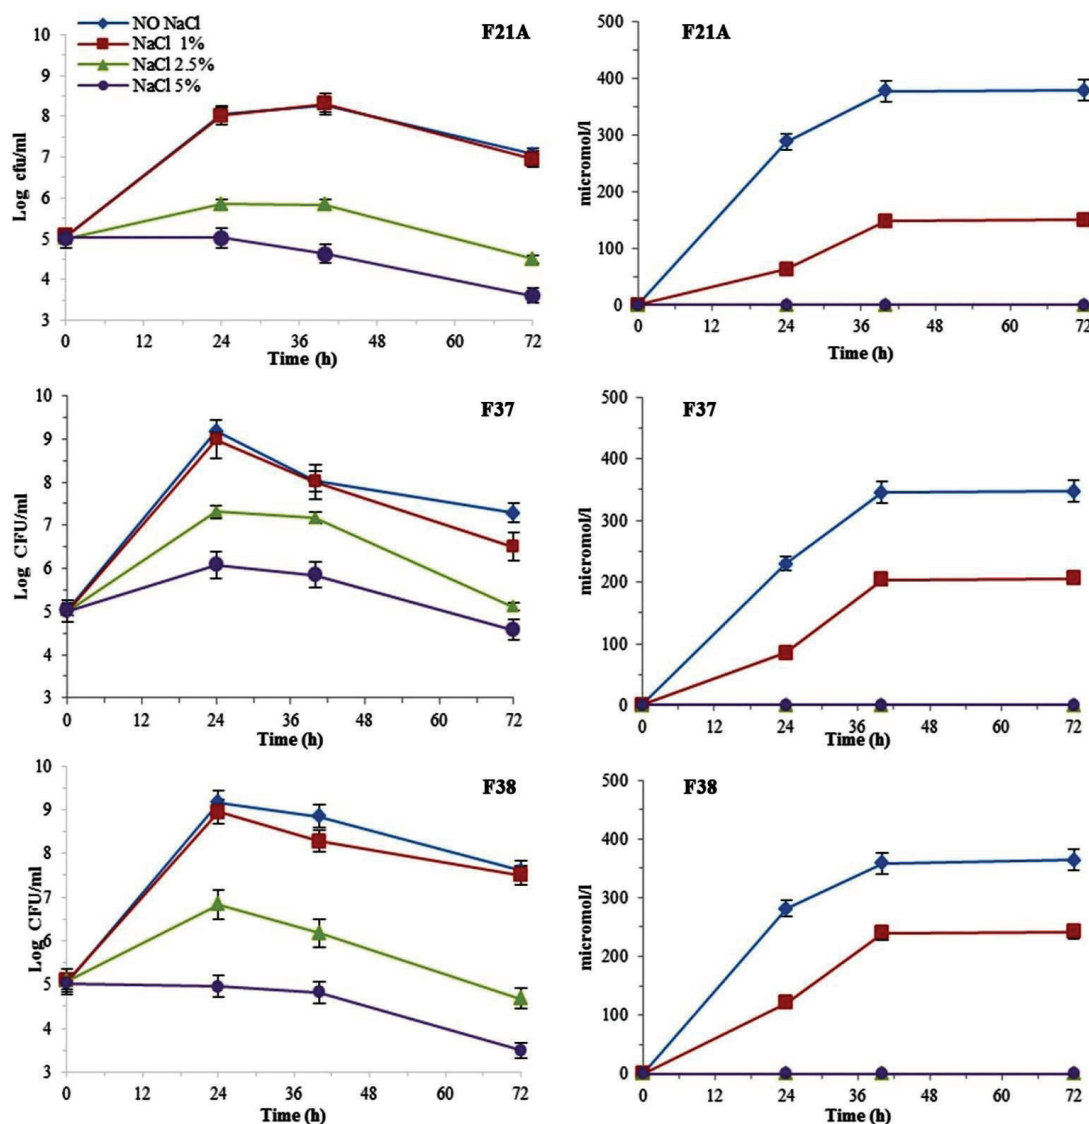 NO NaCl
NaCl 1%
NaCl 2.5%
NaCl 5%
F21A
Log cfu/ml
10
9
8
7
6
5
4
3
0 12 24 36 48 60 72
Time (h)
F21A
micromol/l
500
400
300
200
100
0
0 12 24 36 48 60 72
Time (h)
F37
Log CFU/ml
10
9
8
7
6
5
4
3
0 12 24 36 48 60 72
Time (h)
F37
micromol/l
500
400
300
200
100
0
0 12 24 36 48 60 72
Time (h)
F38
Log CFU/ml
10
9
8
7
6
5
4
3
0 12 24 36 48 60 72
Time (h)
F38
micromol/l
500
400
300
200
100
0
0 12 24 36 48 60 72
Time (h)